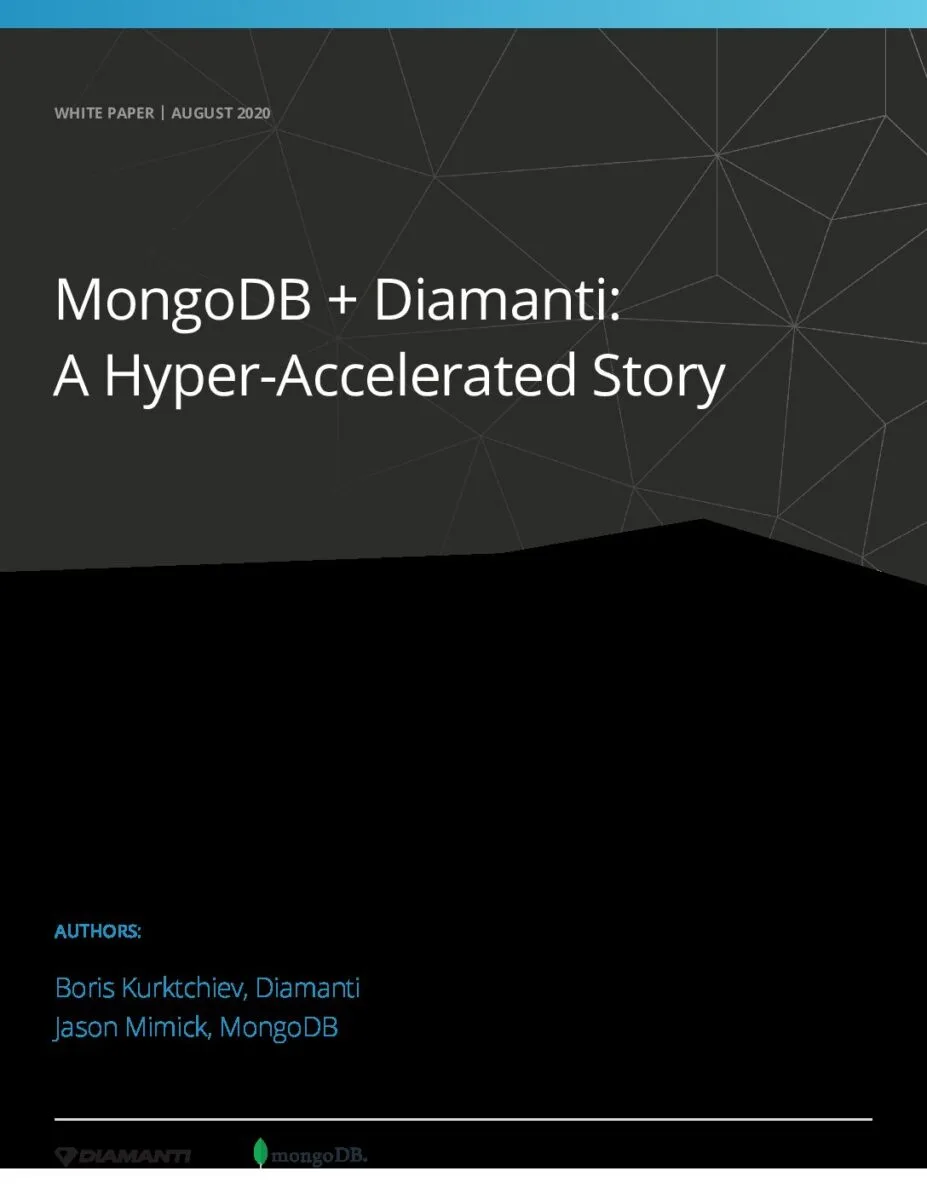 WHITE PAPER | AUGUST 2020
MongoDB + Diamanti:
A Hyper-Accelerated Story
AUTHORS:
Boris Kurktchiev, Diamanti
Jason Mimick, MongoDB
DIAMANTI
mongoDB.